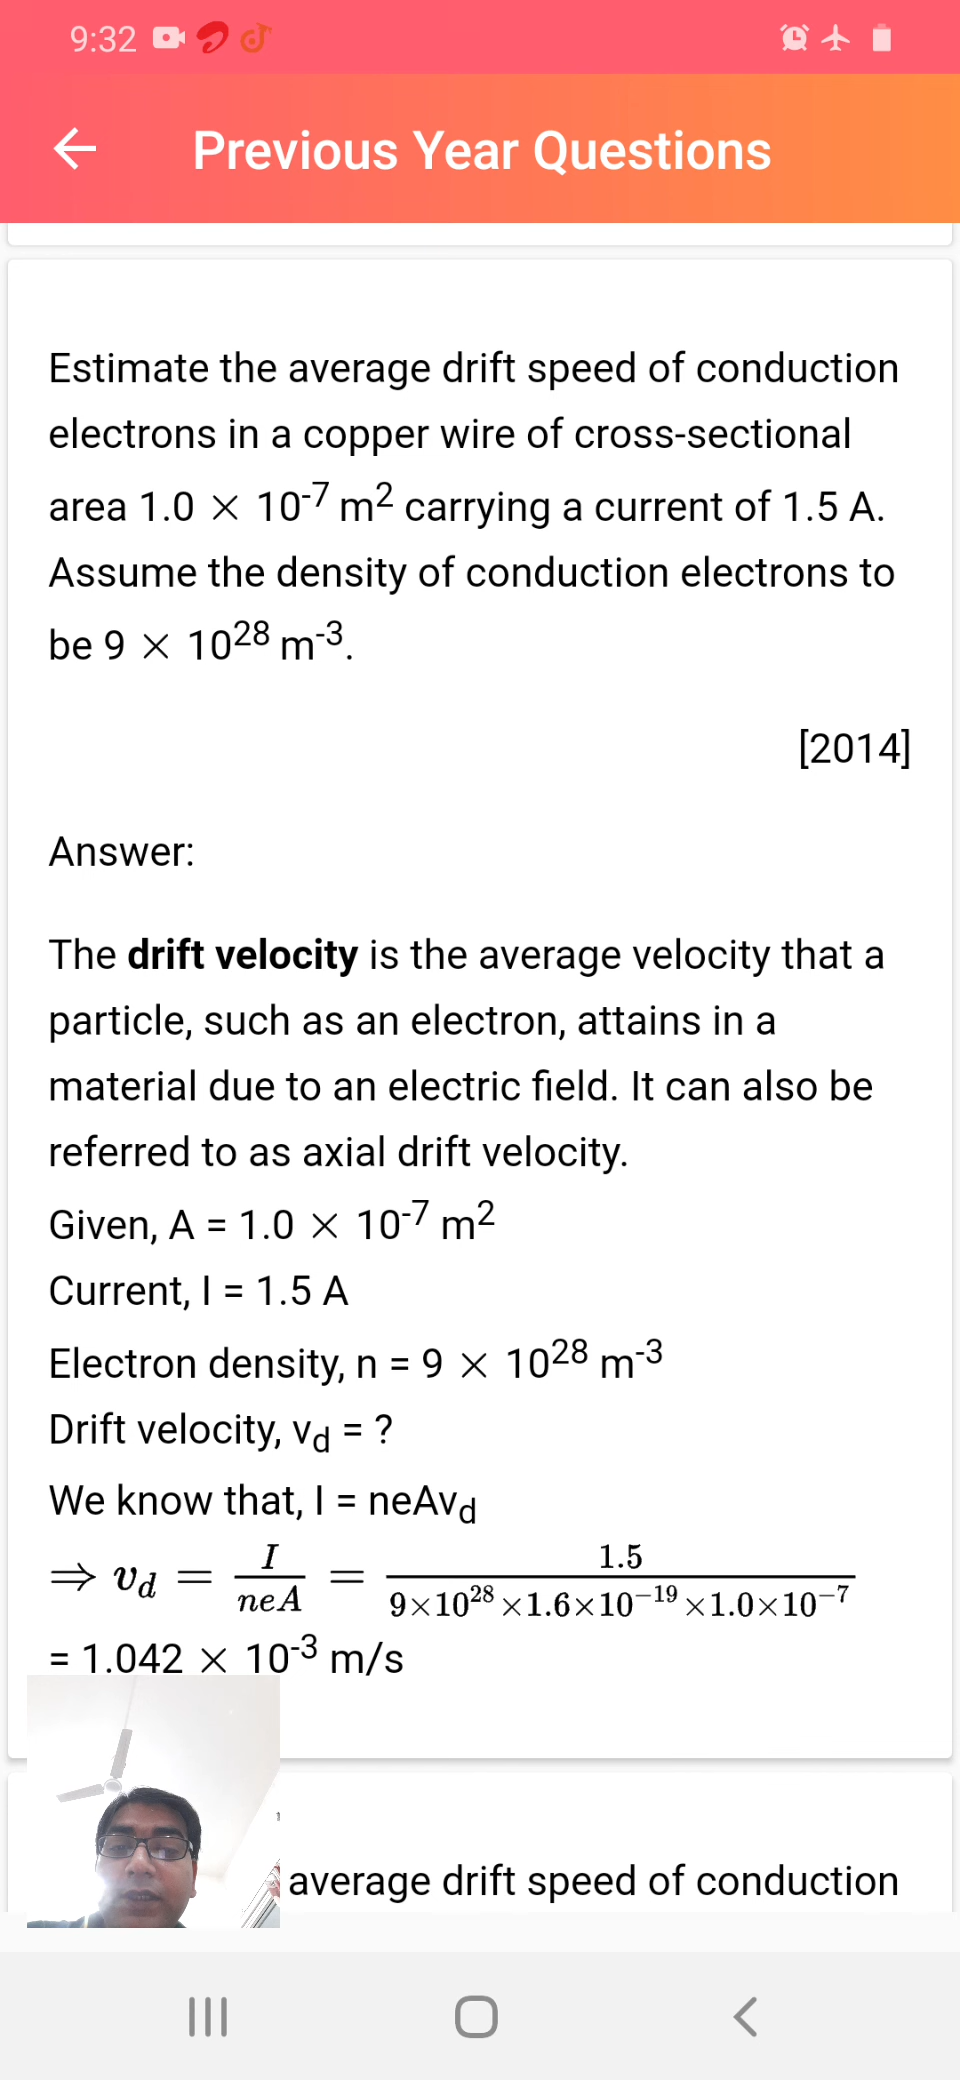 9:32
Previous Year Questions
Estimate the average drift speed of conduction
electrons in a copper wire of cross-sectional
area 1.0 × 10⁻⁷ m² carrying a current of 1.5 A.
Assume the density of conduction electrons to
be 9 × 10²⁸ m⁻³.
[2014]
Answer:
The drift velocity is the average velocity that a
particle, such as an electron, attains in a
material due to an electric field. It can also be
referred to as axial drift velocity.
Given, A = 1.0 × 10⁻⁷ m²
Current, I = 1.5 A
Electron density, n = 9 × 10²⁸ m⁻³
Drift velocity, v_d = ?
We know that, I = neAv_d
⇒ v_d = I/neA = 1.5/9×10²⁸×1.6×10⁻¹⁹×1.0×10⁻⁷
= 1.042 × 10⁻³ m/s
average drift speed of conduction